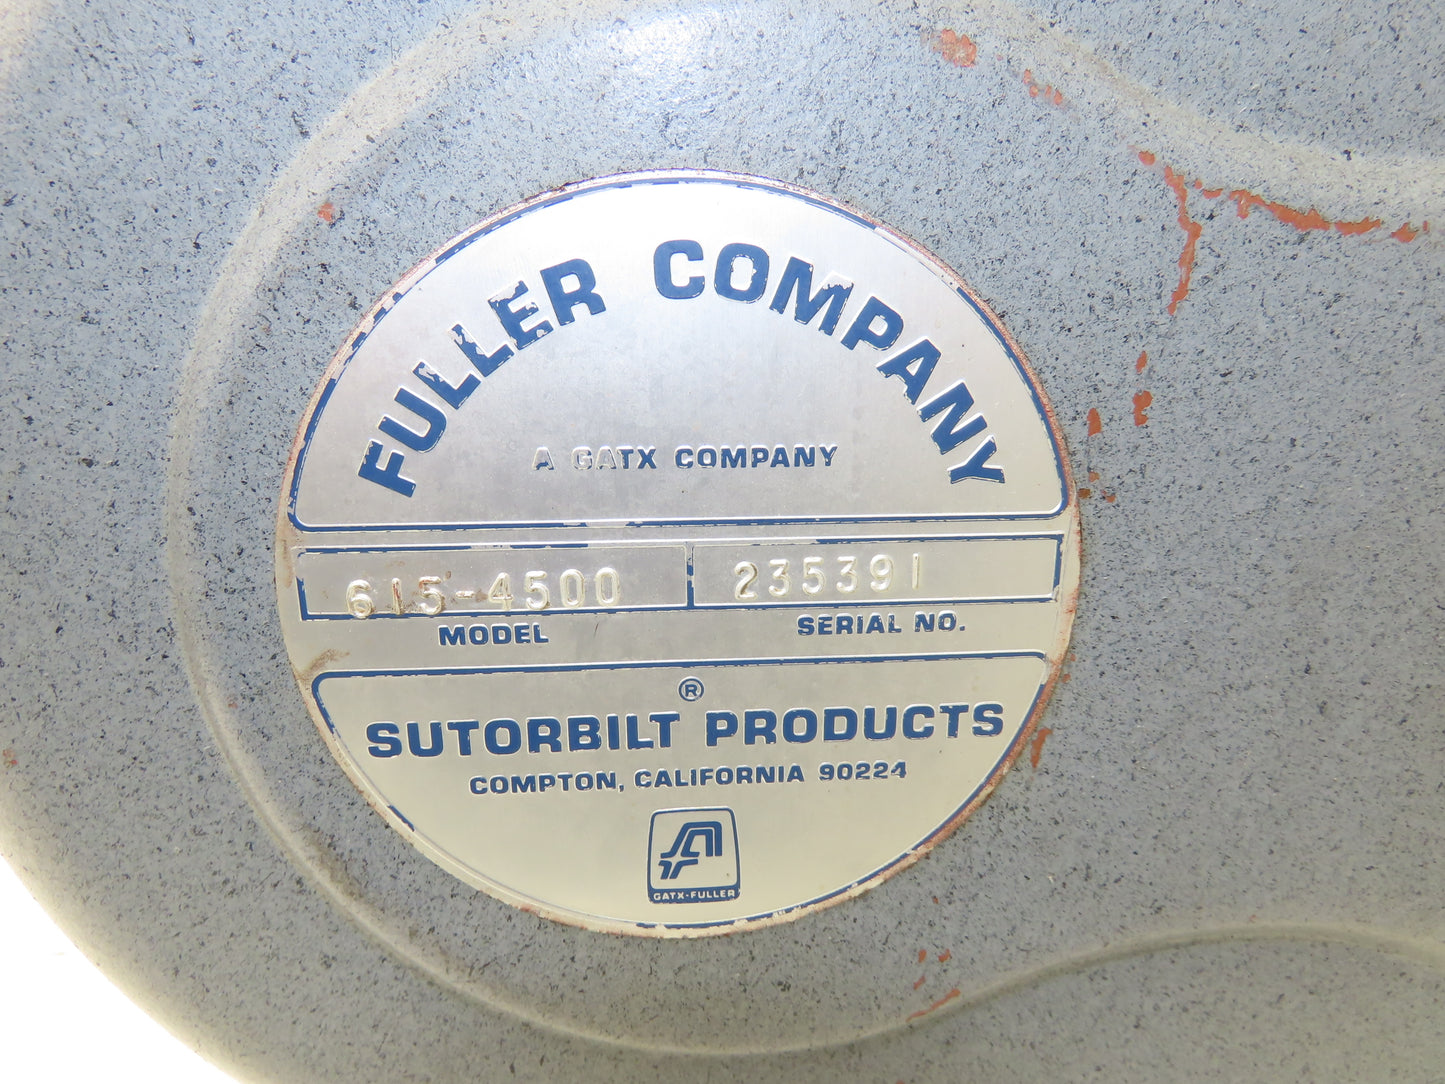 FULLER COMPANY
A GATX COMPANY
615-4500 235391
MODEL SERIAL NO.
®
SUTORBILT PRODUCTS
COMPTON, CALIFORNIA 90224
GATX-FULLER